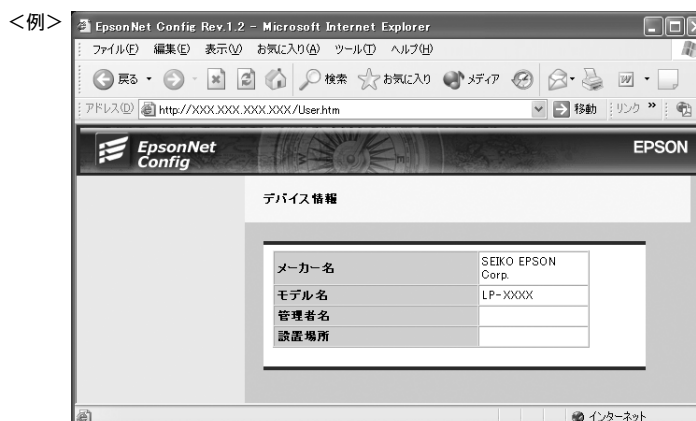 ＜例＞
EpsonNet Config Rev.1.2 - Microsoft Internet Explorer
ファイル(F) 編集(E) 表示(V) お気に入り(A) ツール(T) ヘルプ(H)
戻る 検索 お気に入り メディア
アドレス(D) http://XXX.XXX.XXX.XXX/User.htm 移動 リンク »
EpsonNet
Config
EPSON
デバイス情報
メーカー名 SEIKO EPSON
Corp.
モデル名 LP-XXXX
管理者名
設置場所
インターネット